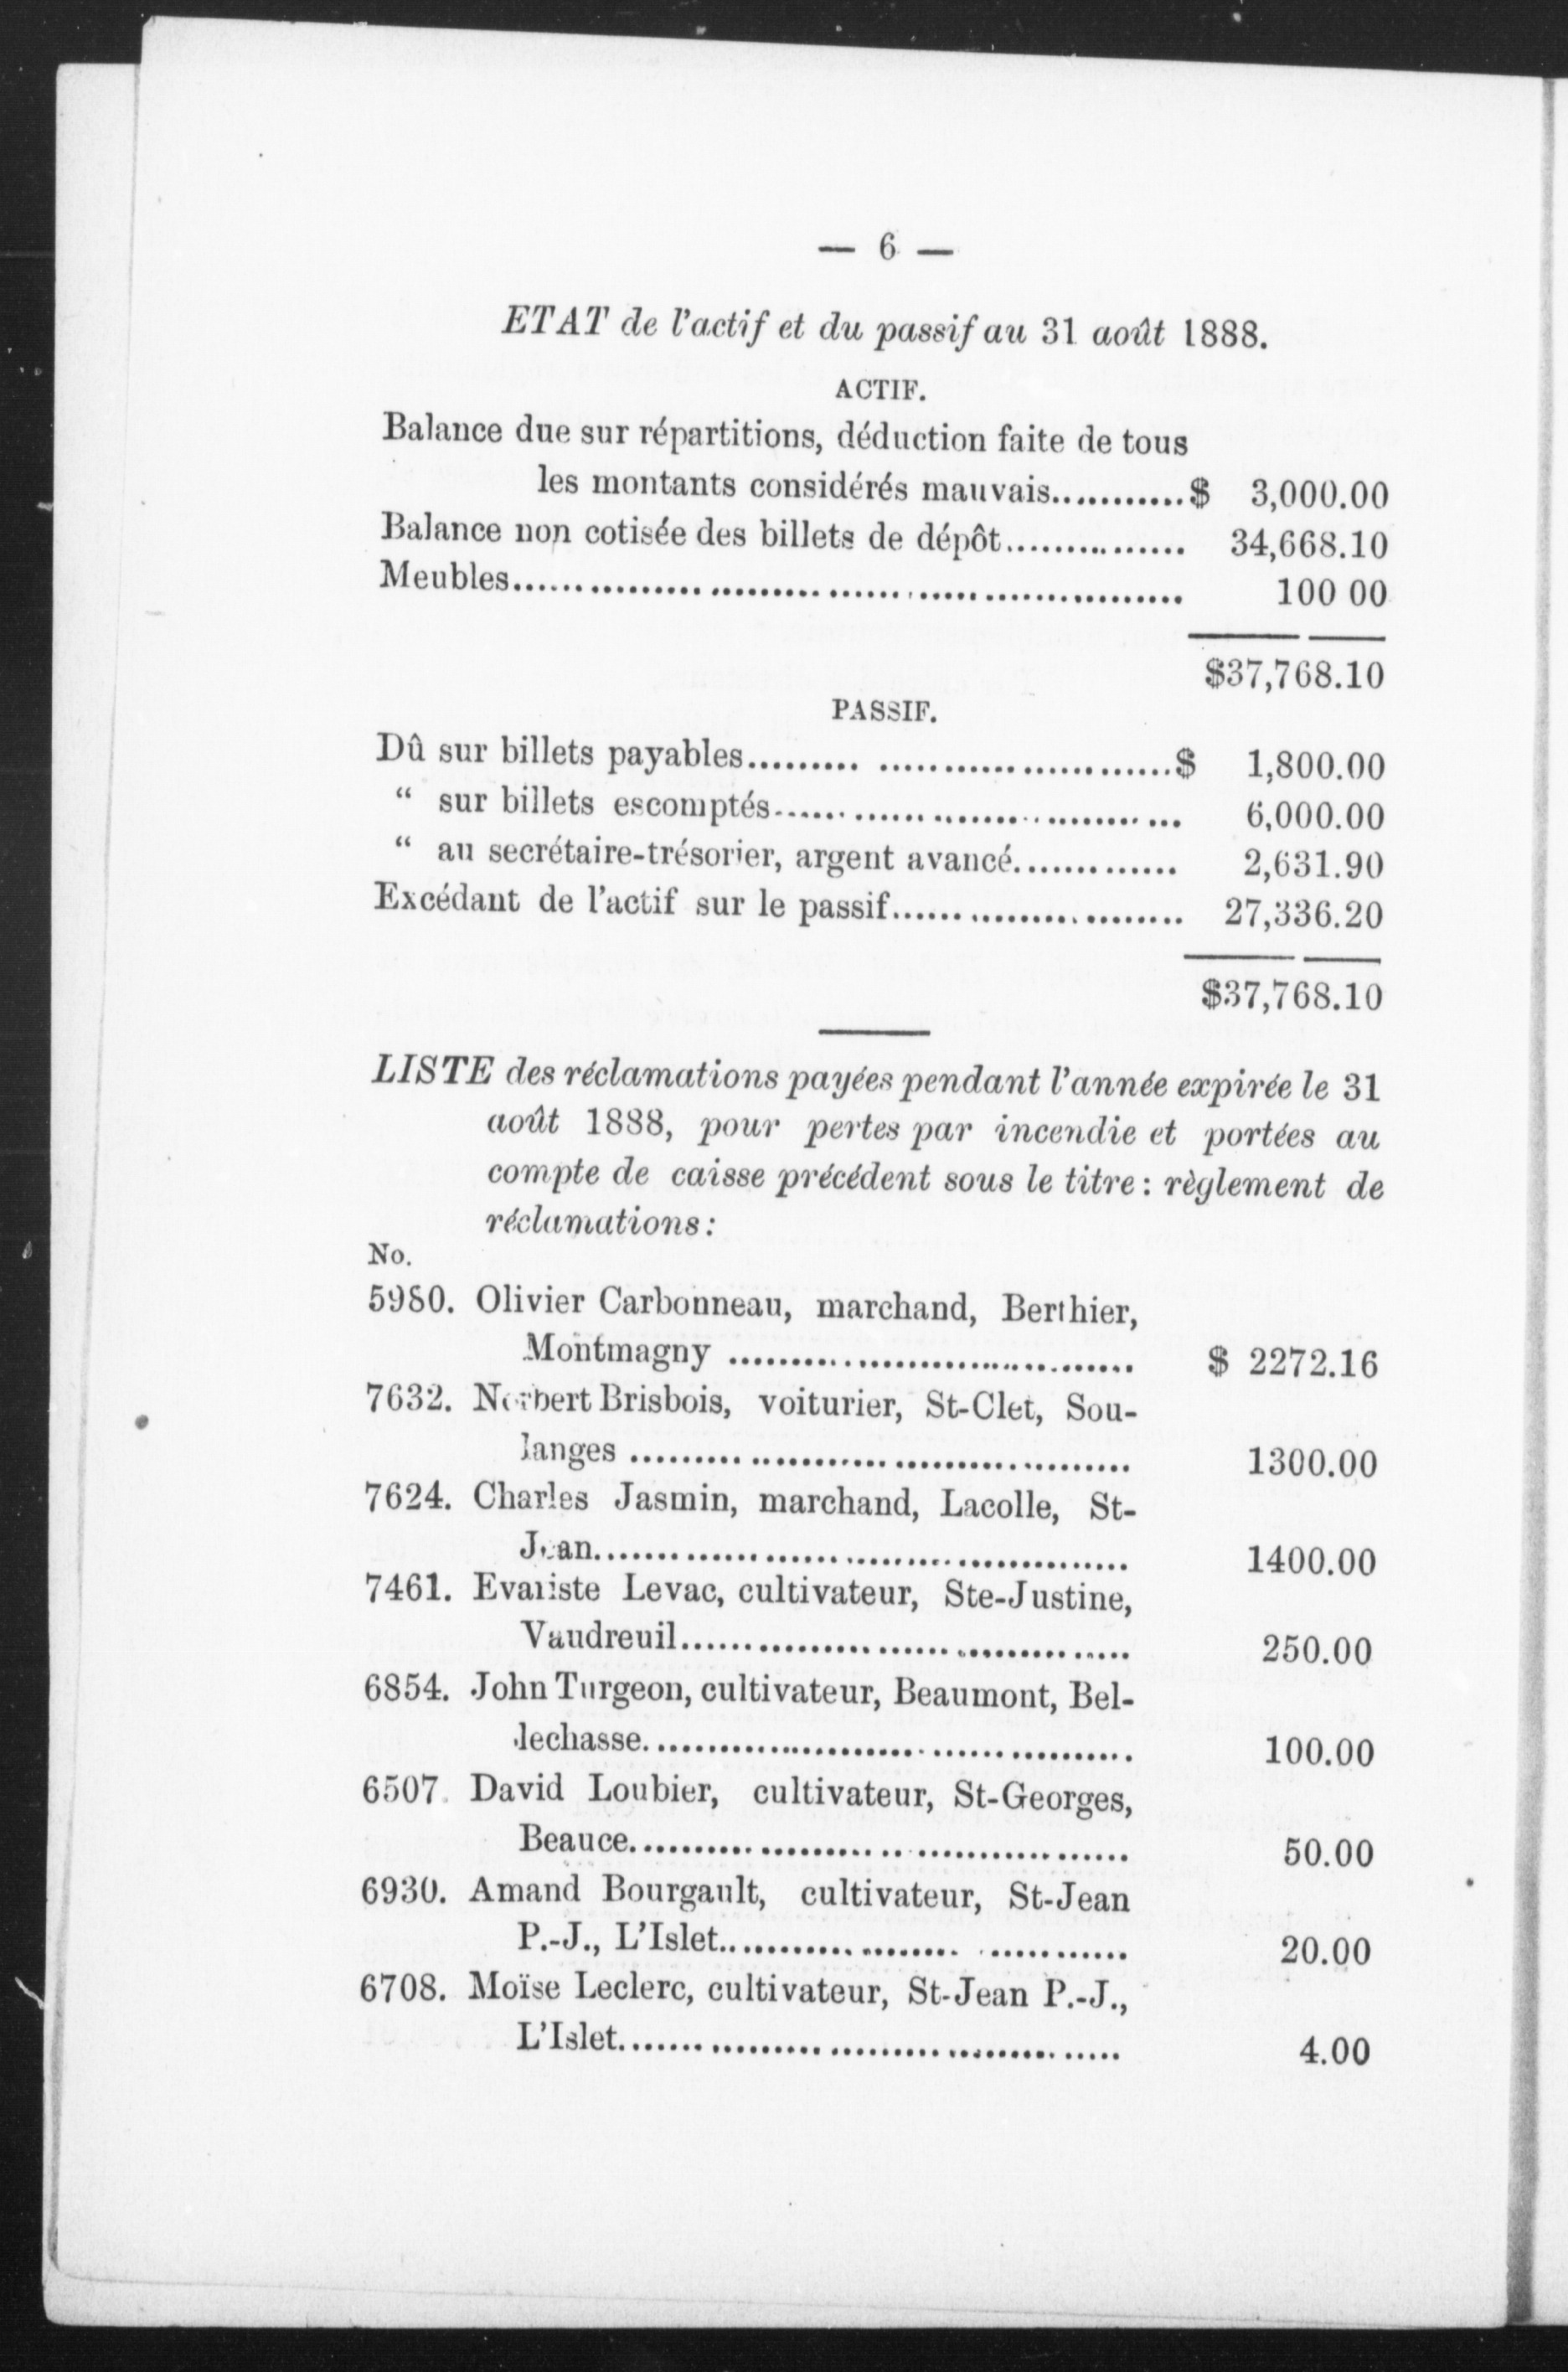 — 6 —
ETAT de l'actif et du passif au 31 août 1888.
ACTIF.
Balance due sur répartitions, déduction faite de tous
les montants considérés mauvais............$ 3,000.00
Balance non cotisée des billets de dépôt............... 34,668.10
Meubles...................................................... 100 00
$37,768.10
PASSIF.
Dû sur billets payables......... .........................$ 1,800.00
“ sur billets escomptés.................................... 6,000.00
“ au secrétaire-trésorier, argent avancé............. 2,631.90
Excédant de l'actif sur le passif........................ 27,336.20
$37,768.10
LISTE des réclamations payées pendant l'année expirée le 31
août 1888, pour pertes par incendie et portées au
compte de caisse précédent sous le titre : règlement de
réclamations :
No.
5980. Olivier Carbonneau, marchand, Berthier,
Montmagny ................................. $ 2272.16
7632. Norbert Brisbois, voiturier, St-Clet, Sou-
langes ........................................ 1300.00
7624. Charles Jasmin, marchand, Lacolle, St-
Jean........................................... 1400.00
7461. Evariste Levac, cultivateur, Ste-Justine,
Vaudreuil.................................... 250.00
6854. John Turgeon, cultivateur, Beaumont, Bel-
lechasse....................................... 100.00
6507. David Loubier, cultivateur, St-Georges,
Beauce........................................ 50.00
6930. Amand Bourgault, cultivateur, St-Jean
P.-J., L'Islet................... ............ 20.00
6708. Moïse Leclerc, cultivateur, St-Jean P.-J.,
L'Islet........................................ 4.00